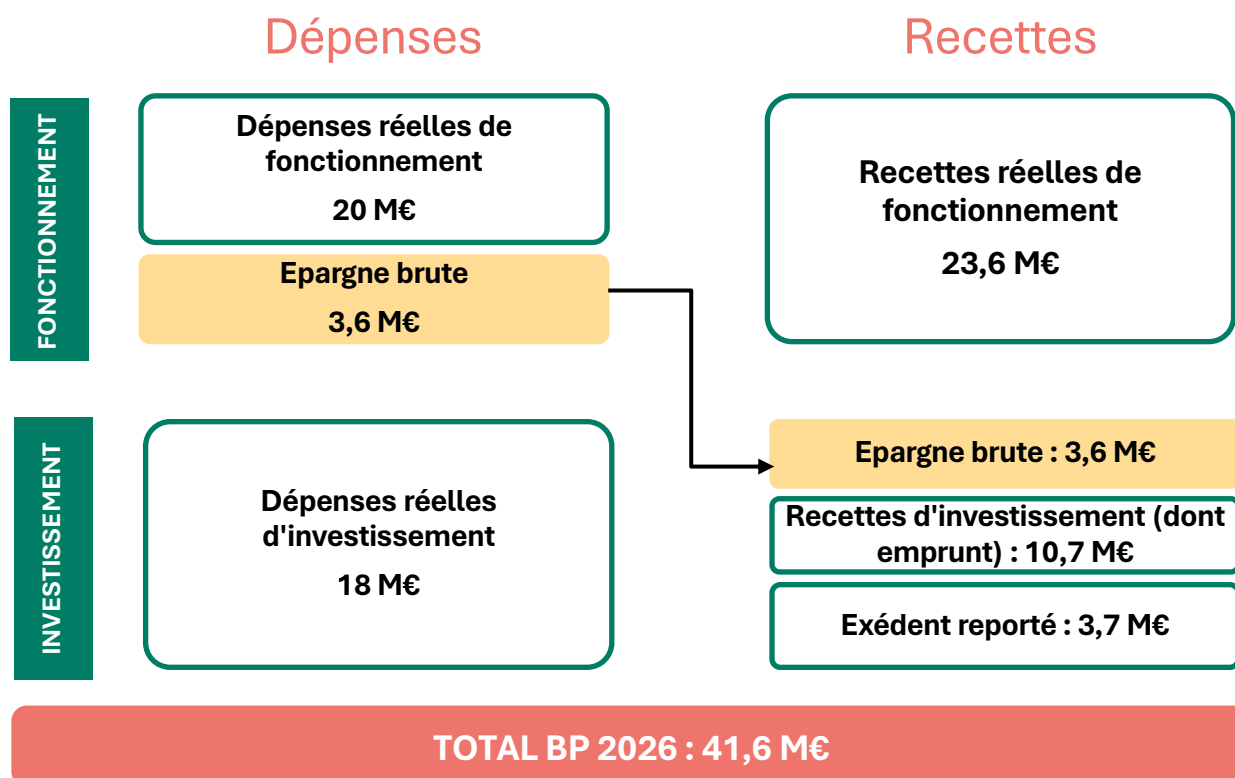 Dépenses
Recettes
FONCTIONNEMENT
Dépenses réelles de
fonctionnement
20 M€
Epargne brute
3,6 M€
Recettes réelles de
fonctionnement
23,6 M€
INVESTISSEMENT
Dépenses réelles
d'investissement
18 M€
Epargne brute : 3,6 M€
Recettes d'investissement (dont
emprunt) : 10,7 M€
Exédent reporté : 3,7 M€
TOTAL BP 2026 : 41,6 M€